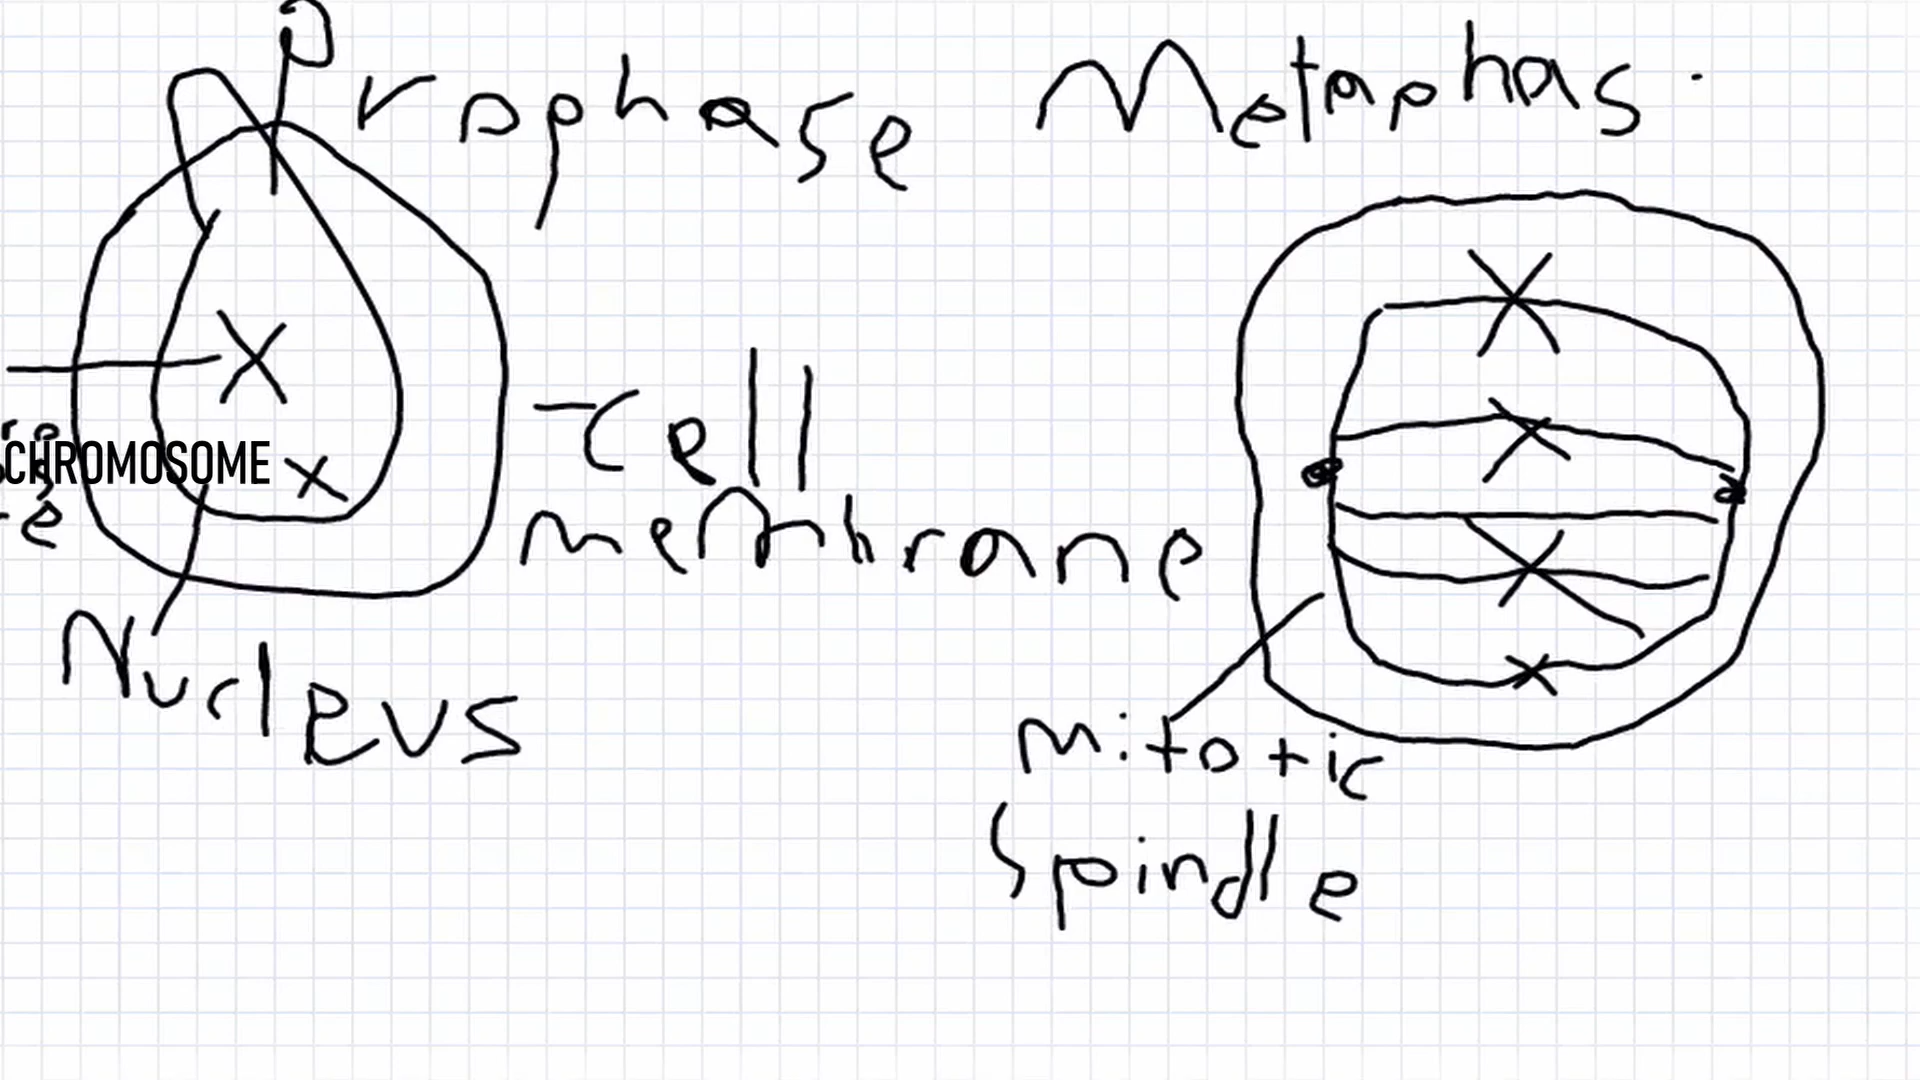 Prophase
Metaphas
CHROMOSOME
Cell
membrane
Nucleus
mitotic
spindle